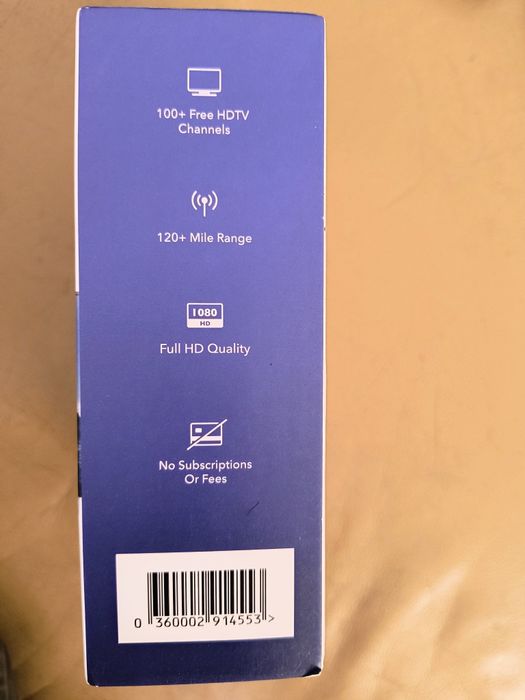 100+ Free HDTV
Channels
120+ Mile Range
1080
HD
Full HD Quality
No Subscriptions
Or Fees
0 360002 914553 >